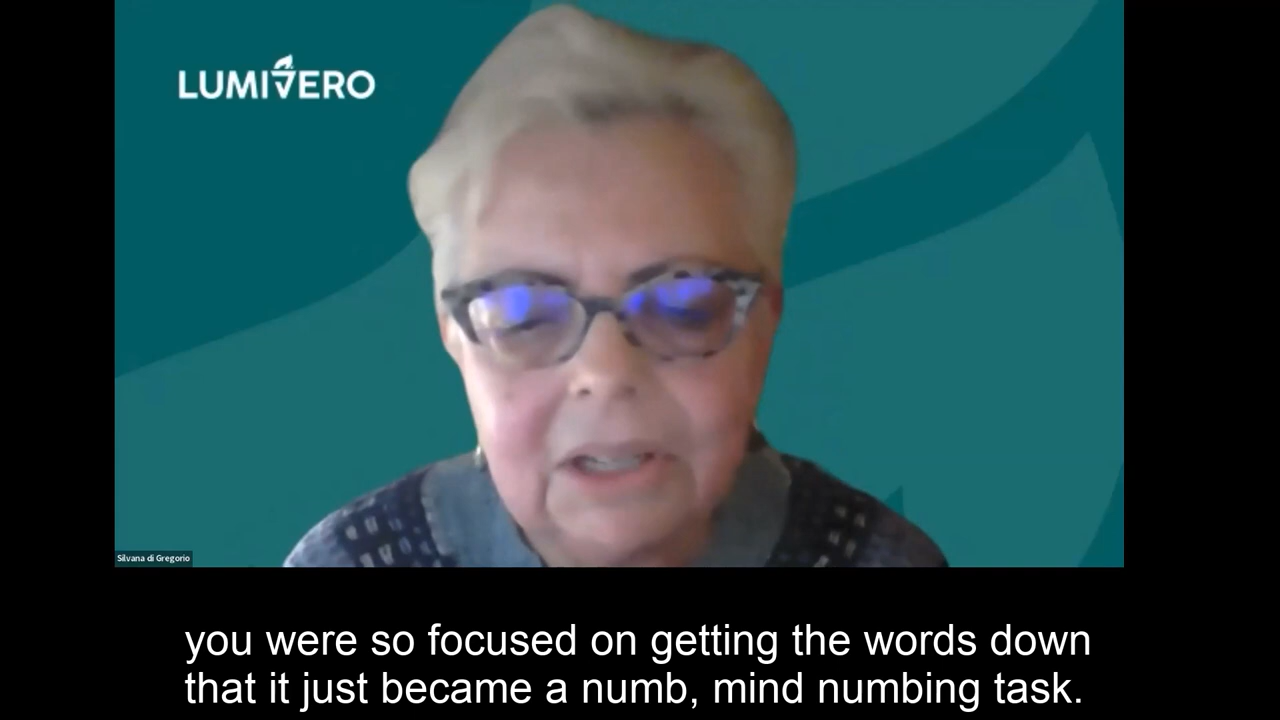 LUMIVERO
Silvana di Gregorio
you were so focused on getting the words down
that it just became a numb, mind numbing task.